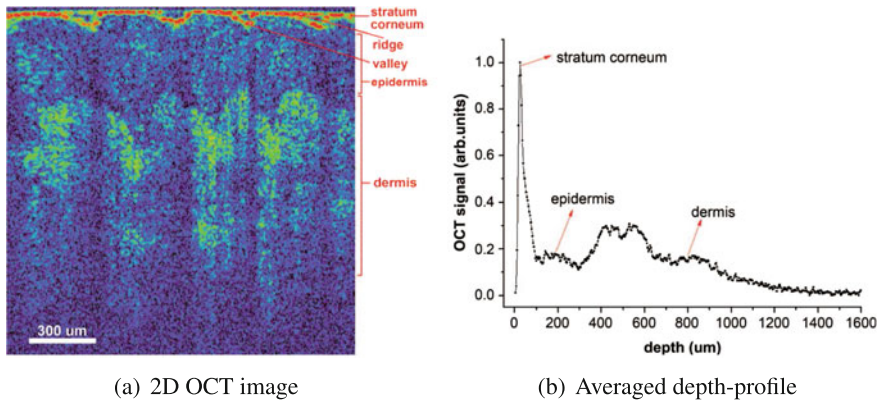 stratum
corneum
ridge
valley
epidermis
dermis
300 um
(a) 2D OCT image
OCT signal (arb.units)
1.0
0.8
0.6
0.4
0.2
0.0
stratum corneum
epidermis
dermis
0 200 400 600 800 1000 1200 1400 1600
depth (um)
(b) Averaged depth-profile